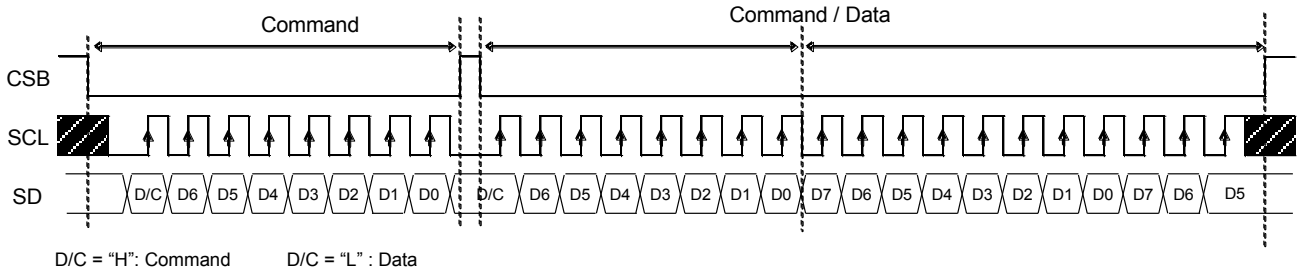 Command
Command / Data
CSB
SCL
SD
D/C D6 D5 D4 D3 D2 D1 D0 D/C D6 D5 D4 D3 D2 D1 D0 D7 D6 D5 D4 D3 D2 D1 D0 D7 D6 D5
D/C = “H”: Command D/C = “L” : Data